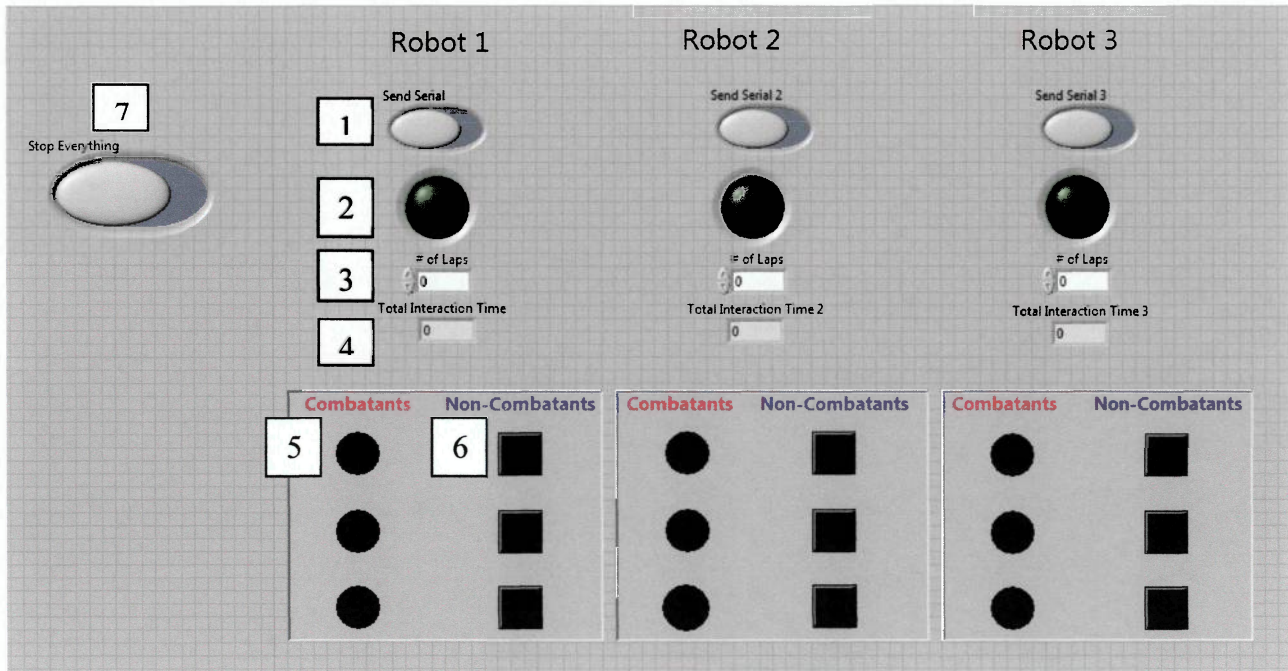 Robot 1 Robot 2 Robot 3
7
Stop Everything
1
Send Serial Send Serial 2 Send Serial 3
2
3
# of Laps # of Laps # of Laps
0 0 0
Total Interaction Time Total Interaction Time 2 Total Interaction Time 3
4
0 0 0
Combatants Non-Combatants Combatants Non-Combatants Combatants Non-Combatants
5 6